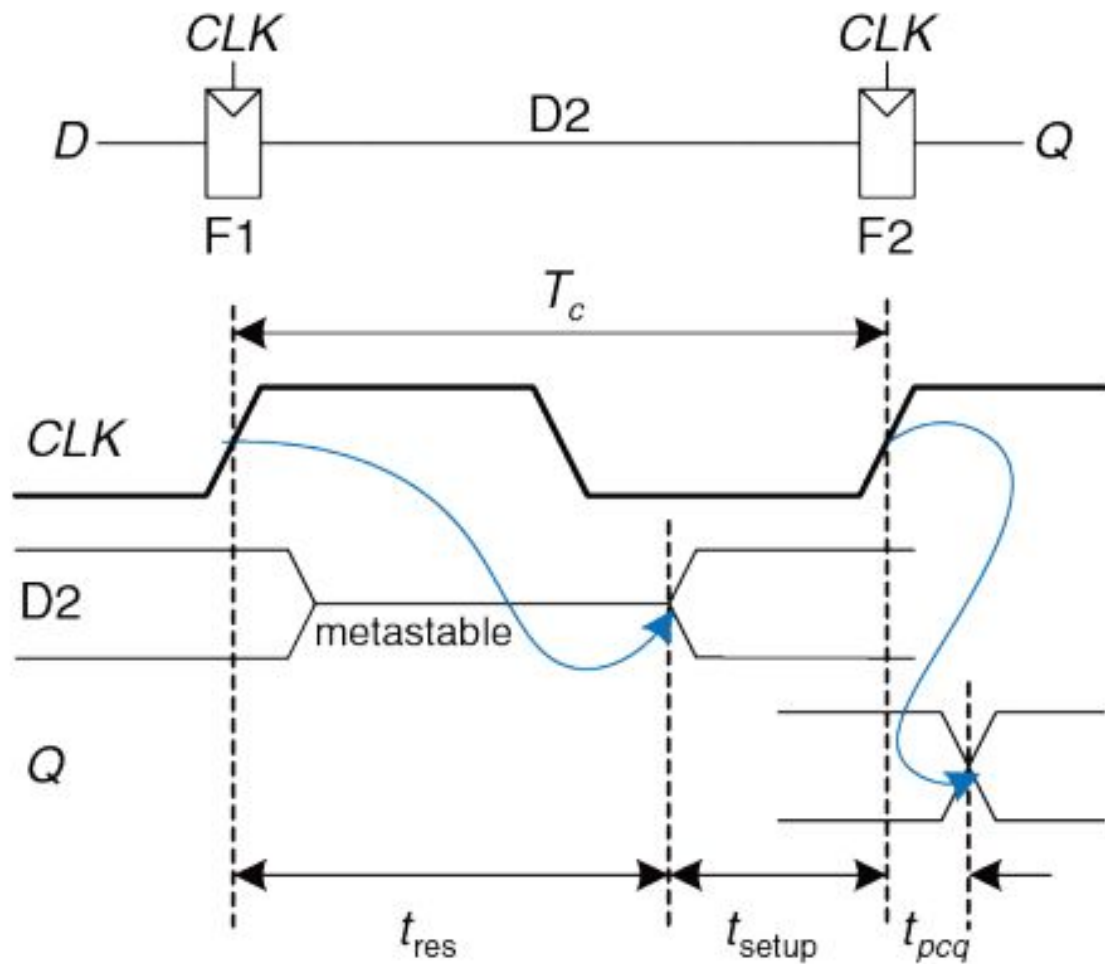 CLK CLK
D D2 Q
F1 F2
T_c
CLK
D2
metastable
Q
t_res t_setup t_pcq